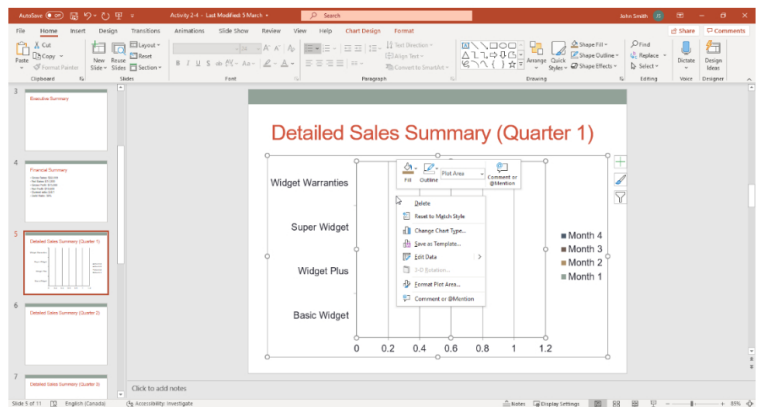 AutoSave Off Activity 2-4 - Last Modified: 5 March Search John Smith
File Home Insert Design Transitions Animations Slide Show Review View Help Chart Design Format Share Comments
Paste Cut Copy Format Painter
Clipboard
New Slide Reuse Slides Layout Reset Section
Slides
B I U S ab AV Aa A A
Font
Text Direction Align Text Convert to SmartArt
Paragraph
Arrange Quick Styles Shape Fill Shape Outline Shape Effects
Drawing
Find Replace Select
Editing
Dictate
Voice
Design Ideas
Designer
3
Executive Summary
4
Financial Summary
5
Detailed Sales Summary (Quarter 1)
6
Detailed Sales Summary (Quarter 2)
7
Detailed Sales Summary (Quarter 3)
Detailed Sales Summary (Quarter 1)
Widget Warranties
Super Widget
Widget Plus
Basic Widget
0 0.2 0.4 0.6 0.8 1 1.2
Month 4
Month 3
Month 2
Month 1
Fill Outline Plot Area Comment or @Mention
Delete
Reset to Match Style
Change Chart Type...
Save as Template...
Edit Data
3-D Rotation...
Format Plot Area...
Comment or @Mention
Click to add notes
Slide 5 of 11 English (Canada) Accessibility: Investigate Notes Display Settings 89%